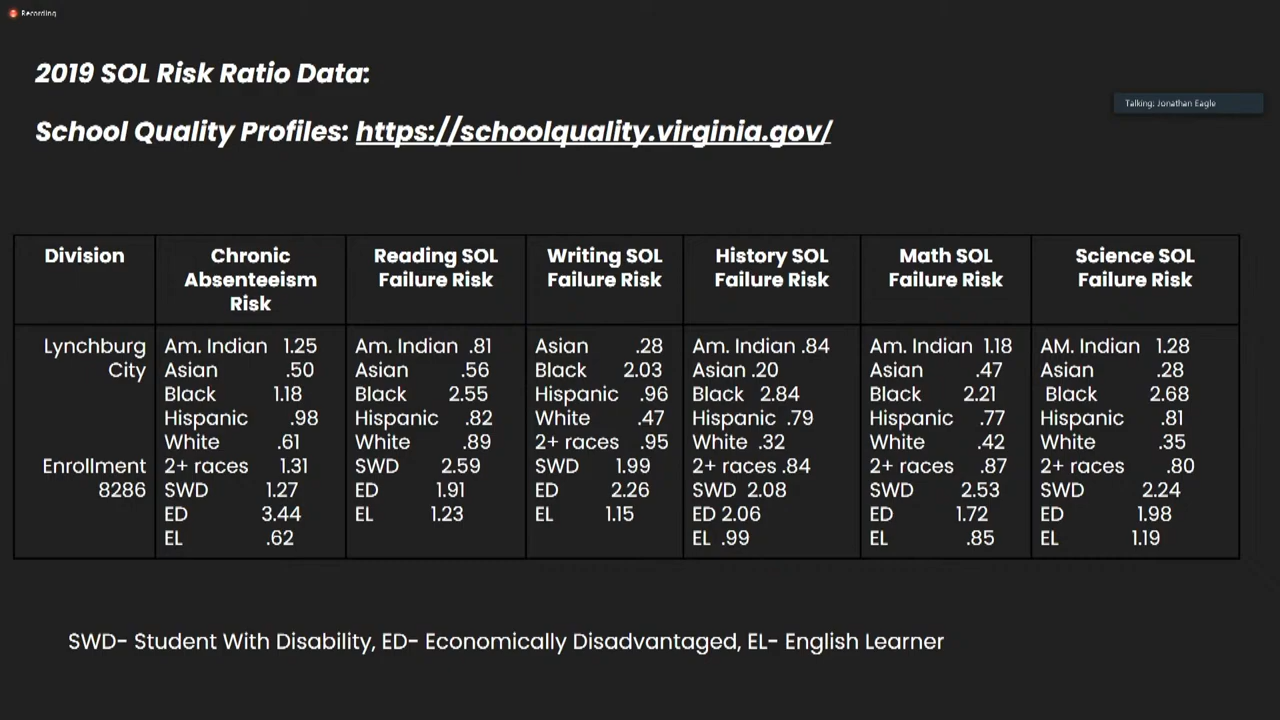 Recording
2019 SOL Risk Ratio Data:
Talking: Jonathan Eagle
School Quality Profiles: https://schoolquality.virginia.gov/
Division
Chronic
Absenteeism
Risk
Reading SOL
Failure Risk
Writing SOL
Failure Risk
History SOL
Failure Risk
Math SOL
Failure Risk
Science SOL
Failure Risk
Lynchburg
City
Enrollment
8286
Am. Indian 1.25
Asian .50
Black 1.18
Hispanic .98
White .61
2+ races 1.31
SWD 1.27
ED 3.44
EL .62
Am. Indian .81
Asian .56
Black 2.55
Hispanic .82
White .89
SWD 2.59
ED 1.91
EL 1.23
Asian .28
Black 2.03
Hispanic .96
White .47
2+ races .95
SWD 1.99
ED 2.26
EL 1.15
Am. Indian .84
Asian .20
Black 2.84
Hispanic .79
White .32
2+ races .84
SWD 2.08
ED 2.06
EL .99
Am. Indian 1.18
Asian .47
Black 2.21
Hispanic .77
White .42
2+ races .87
SWD 2.53
ED 1.72
EL .85
AM. Indian 1.28
Asian .28
Black 2.68
Hispanic .81
White .35
2+ races .80
SWD 2.24
ED 1.98
EL 1.19
SWD- Student With Disability, ED- Economically Disadvantaged, EL- English Learner